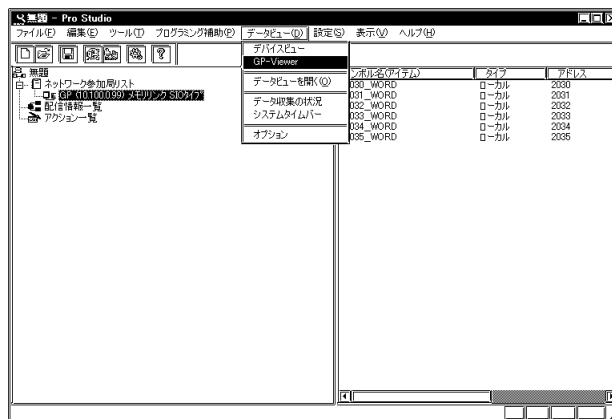 無題 - Pro Studio
ファイル(F) 編集(E) ツール(T) プログラミング補助(P) データビュー(D) 設定(S) 表示(V) ヘルプ(H)
デバイスビュー
GP-Viewer
データビューを開く(O)
データ収集の状況
システムタイムバー
オプション
無題
ネットワーク参加局リスト
GP (10.100.0.99) メモリリンク SIOタイプ
配信情報一覧
アクション一覧
ンボル名(アイテム) タイプ アドレス
030_WORD ローカル 2030
031_WORD ローカル 2031
032_WORD ローカル 2032
033_WORD ローカル 2033
034_WORD ローカル 2034
035_WORD ローカル 2035